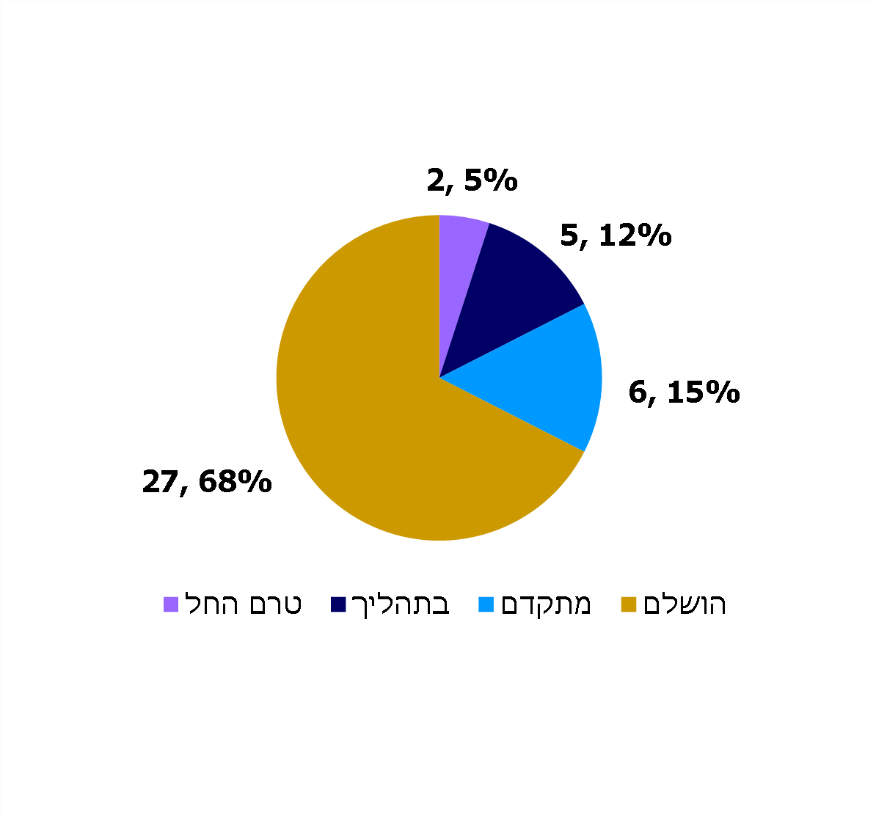 2, 5%
5, 12%
6, 15%
27, 68%
טרם החל
בתהליך
מתקדם
הושלם